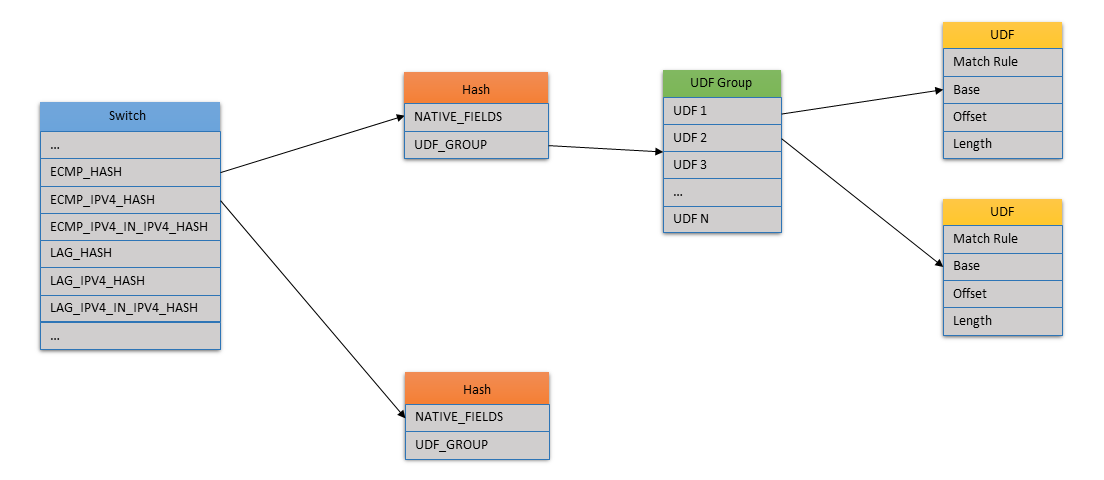 Switch
...
ECMP_HASH
ECMP_IPV4_HASH
ECMP_IPV4_IN_IPV4_HASH
LAG_HASH
LAG_IPV4_HASH
LAG_IPV4_IN_IPV4_HASH
...
Hash
NATIVE_FIELDS
UDF_GROUP
Hash
NATIVE_FIELDS
UDF_GROUP
UDF Group
UDF 1
UDF 2
UDF 3
...
UDF N
UDF
Match Rule
Base
Offset
Length
UDF
Match Rule
Base
Offset
Length